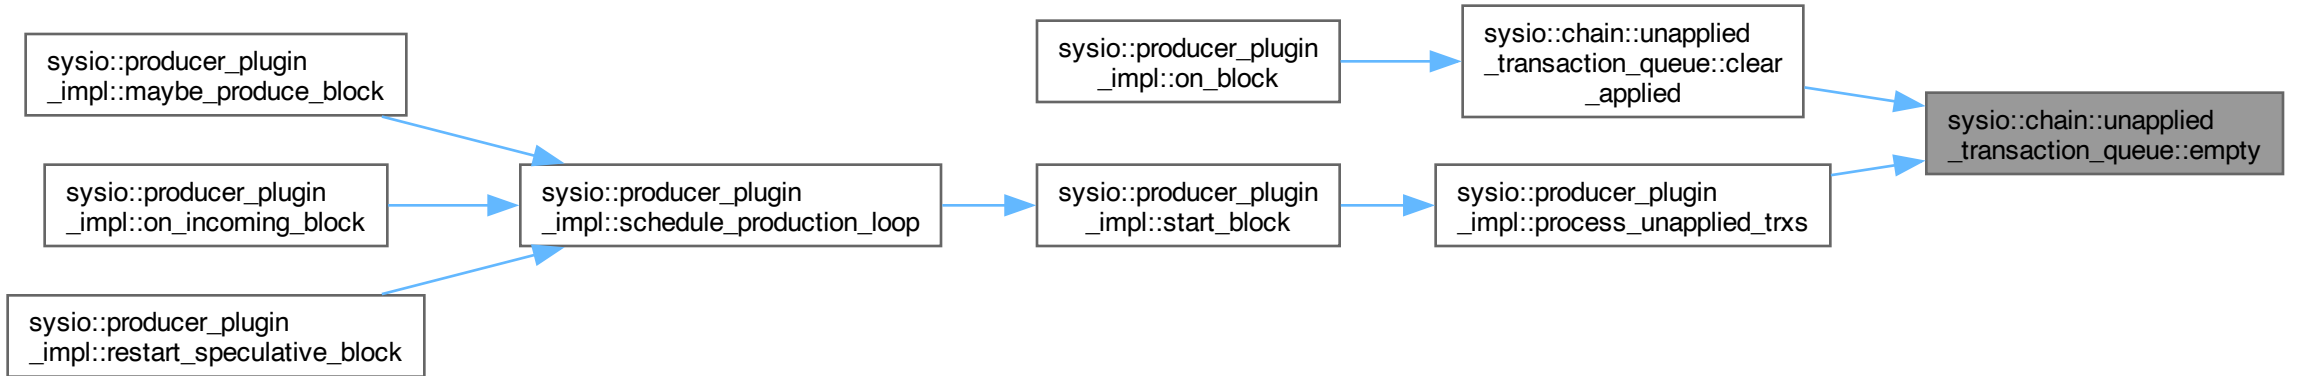 sysio::producer_plugin
_impl::maybe_produce_block
sysio::producer_plugin
_impl::on_incoming_block
sysio::producer_plugin
_impl::restart_speculative_block
sysio::producer_plugin
_impl::schedule_production_loop
sysio::producer_plugin
_impl::on_block
sysio::producer_plugin
_impl::start_block
sysio::chain::unapplied
_transaction_queue::clear
_applied
sysio::producer_plugin
_impl::process_unapplied_trxs
sysio::chain::unapplied
_transaction_queue::empty